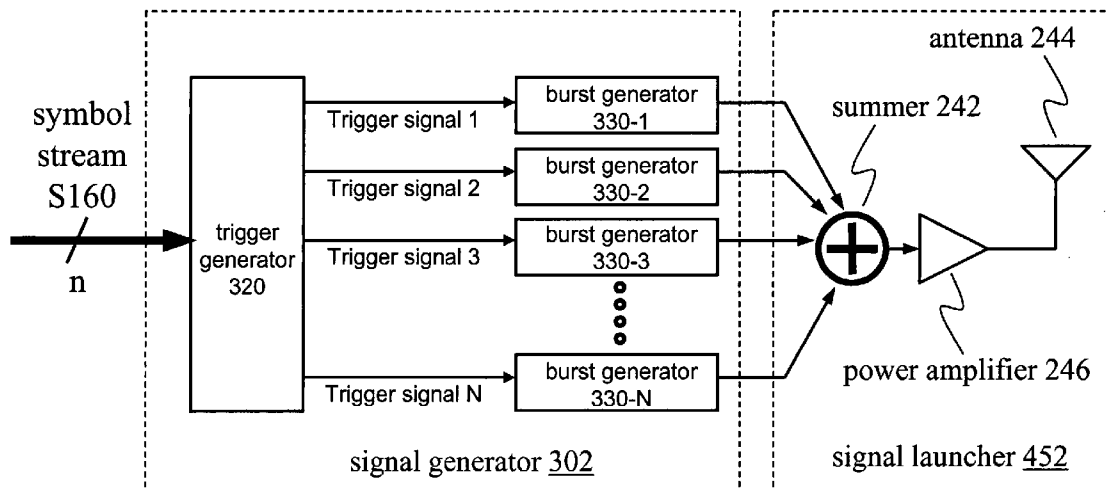 symbol
stream
S160
n
trigger
generator
320
Trigger signal 1
Trigger signal 2
Trigger signal 3
Trigger signal N
burst generator
330-1
burst generator
330-2
burst generator
330-3
burst generator
330-N
signal generator 302
antenna 244
summer 242
power amplifier 246
signal launcher 452